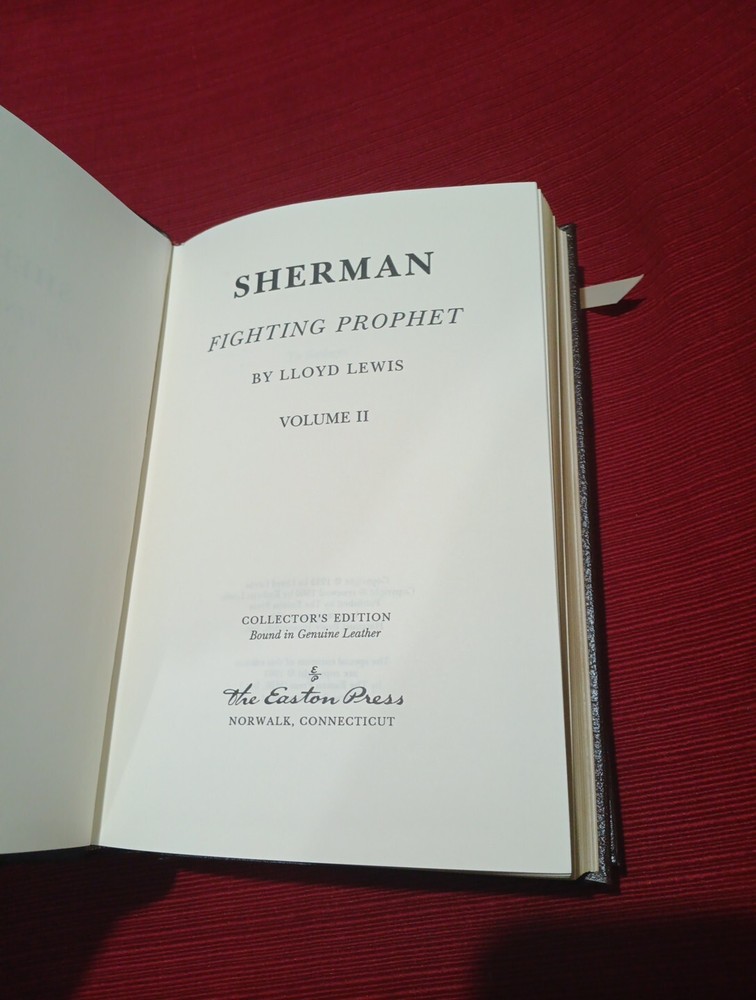 SHERMAN
FIGHTING PROPHET
BY LLOYD LEWIS
VOLUME II
COLLECTOR'S EDITION
Bound in Genuine Leather
E
P
The Easton Press
NORWALK, CONNECTICUT